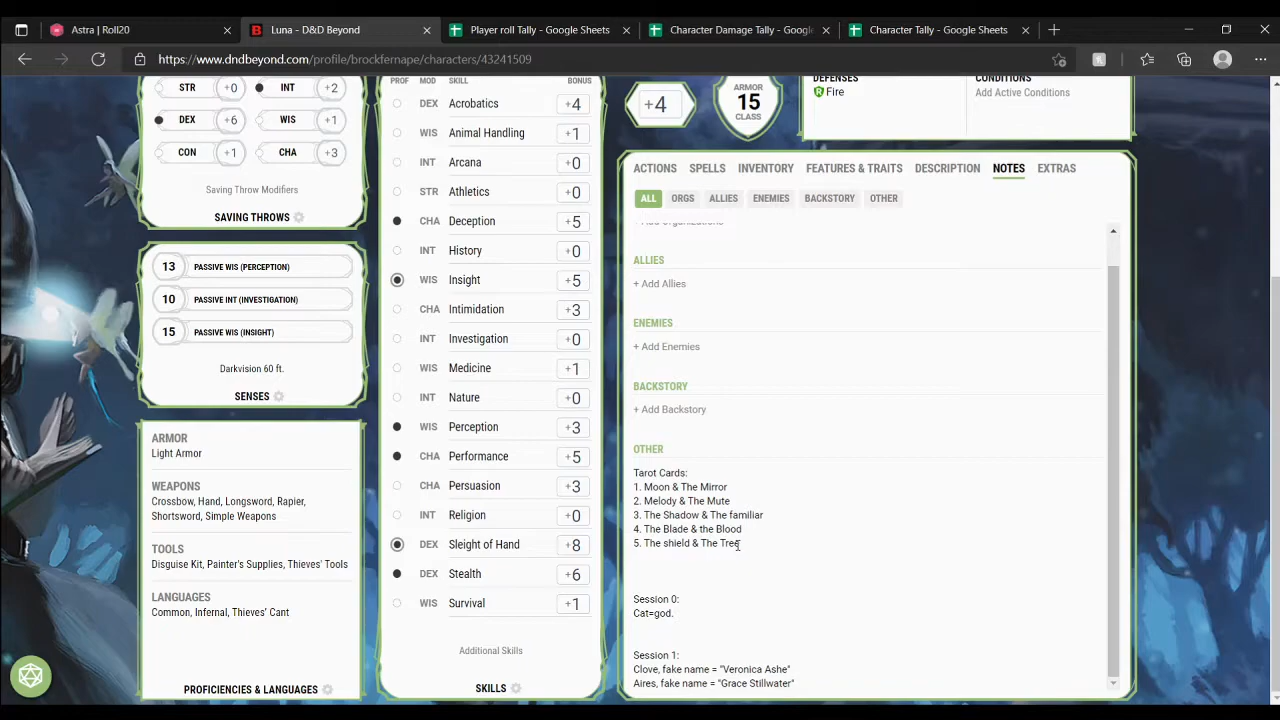 Astra | Roll20
Luna - D&D Beyond
Player roll Tally - Google Sheets
Character Damage Tally - Google
Character Tally - Google Sheets
https://www.dndbeyond.com/profile/brockfernape/characters/43241509
STR +0 INT +2
DEX +6 WIS +1
CON +1 CHA +3
Saving Throw Modifiers
SAVING THROWS
13 PASSIVE WIS (PERCEPTION)
10 PASSIVE INT (INVESTIGATION)
15 PASSIVE WIS (INSIGHT)
Darkvision 60 ft.
SENSES
ARMOR
Light Armor
WEAPONS
Crossbow, Hand, Longsword, Rapier,
Shortsword, Simple Weapons
TOOLS
Disguise Kit, Painter's Supplies, Thieves' Tools
LANGUAGES
Common, Infernal, Thieves' Cant
PROFICIENCIES & LANGUAGES
PROF MOD SKILL BONUS
DEX Acrobatics +4
WIS Animal Handling +1
INT Arcana +0
STR Athletics +0
CHA Deception +5
INT History +0
WIS Insight +5
CHA Intimidation +3
INT Investigation +0
WIS Medicine +1
INT Nature +0
WIS Perception +3
CHA Performance +5
CHA Persuasion +3
INT Religion +0
DEX Sleight of Hand +8
DEX Stealth +6
WIS Survival +1
Additional Skills
SKILLS
+4
ARMOR
15
CLASS
DEFENSES
Fire
CONDITIONS
Add Active Conditions
ACTIONS SPELLS INVENTORY FEATURES & TRAITS DESCRIPTION NOTES EXTRAS
ALL ORGS ALLIES ENEMIES BACKSTORY OTHER
+ Add Organizations
ALLIES
+ Add Allies
ENEMIES
+ Add Enemies
BACKSTORY
+ Add Backstory
OTHER
Tarot Cards:
1. Moon & The Mirror
2. Melody & The Mute
3. The Shadow & The familiar
4. The Blade & the Blood
5. The shield & The Tree
Session 0:
Cat=god.
Session 1:
Clove, fake name = "Veronica Ashe"
Aires, fake name = "Grace Stillwater"